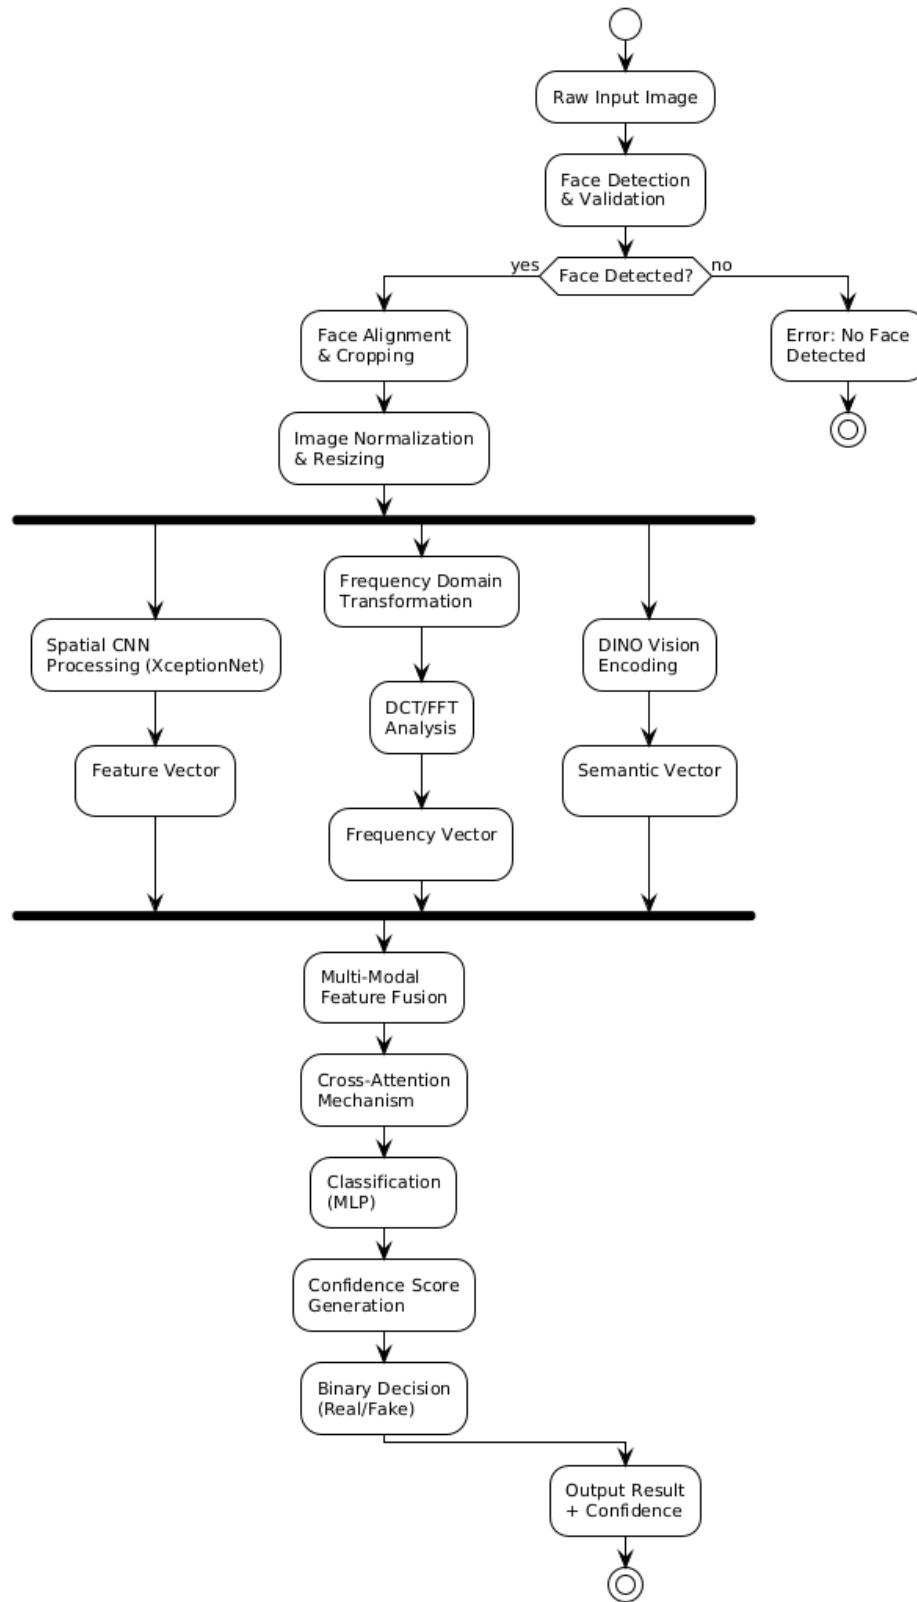 Raw Input Image
Face Detection
& Validation
yes
Face Detected?
no
Face Alignment
& Cropping
Error: No Face
Detected
Image Normalization
& Resizing
Frequency Domain
Transformation
Spatial CNN
Processing (XceptionNet)
DINO Vision
Encoding
DCT/FFT
Analysis
Feature Vector
Semantic Vector
Frequency Vector
Multi-Modal
Feature Fusion
Cross-Attention
Mechanism
Classification
(MLP)
Confidence Score
Generation
Binary Decision
(Real/Fake)
Output Result
+ Confidence